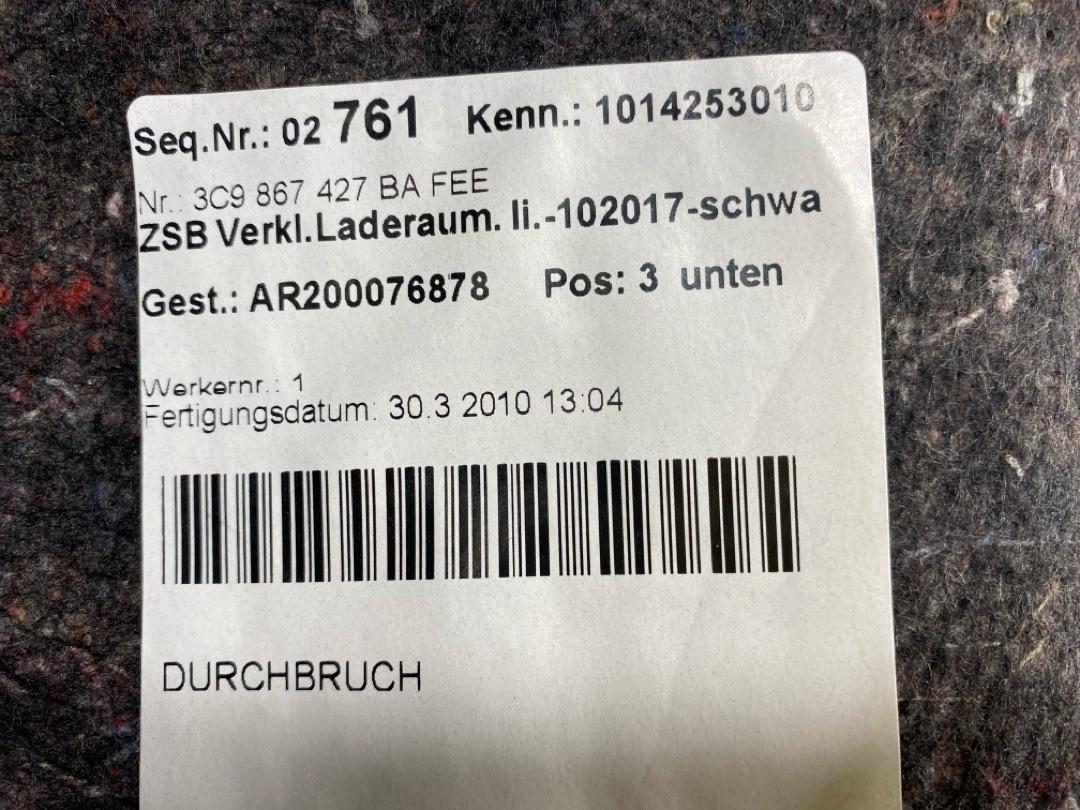 Seq.Nr.: 02 761 Kenn.: 1014253010
Nr.: 3C9 867 427 BA FEE
ZSB Verkl.Laderaum. li.-102017-schwa
Gest.: AR200076878 Pos: 3 unten
Werkernr.: 1
Fertigungsdatum: 30.3 2010 13:04
DURCHBRUCH